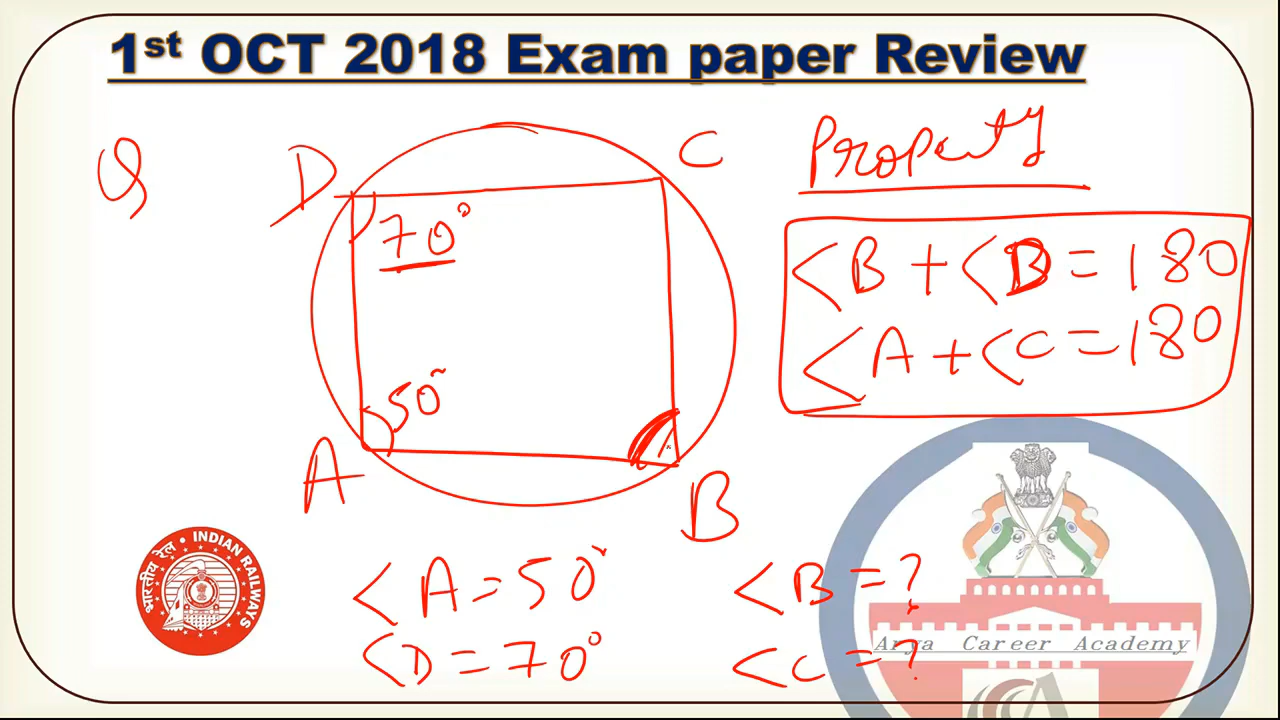 1st OCT 2018 Exam paper Review
Q
D
C
Property
70°
<B + <D = 180
<A + <C = 180
50°
A
B
<A = 50°
<B = ?
<D = 70°
<C = ?
भारतीय रेल • INDIAN RAILWAYS
Arya Career Academy